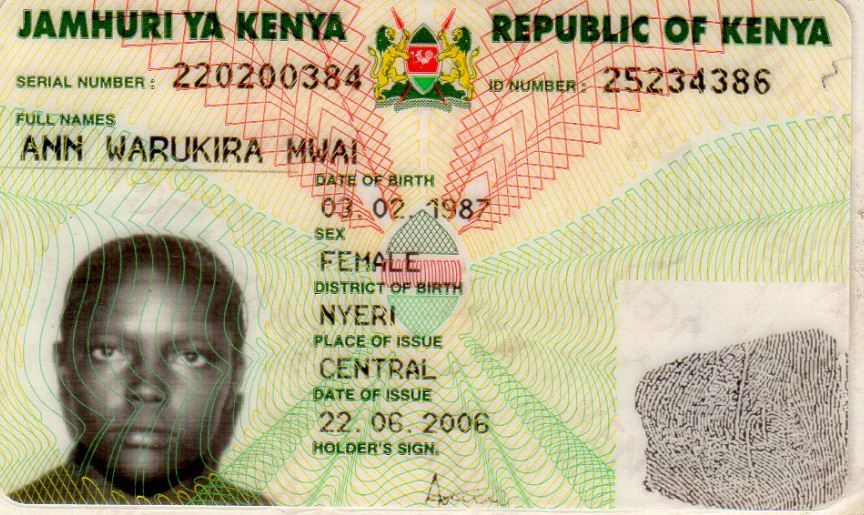 JAMHURI YA KENYA REPUBLIC OF KENYA
SERIAL NUMBER: 220200384 ID NUMBER: 25234386
FULL NAMES
ANN WARUKIRA MWAI
DATE OF BIRTH
03. 02. 1987
SEX
FEMALE
DISTRICT OF BIRTH
NYERI
PLACE OF ISSUE
CENTRAL
DATE OF ISSUE
22. 06. 2006
HOLDER'S SIGN.